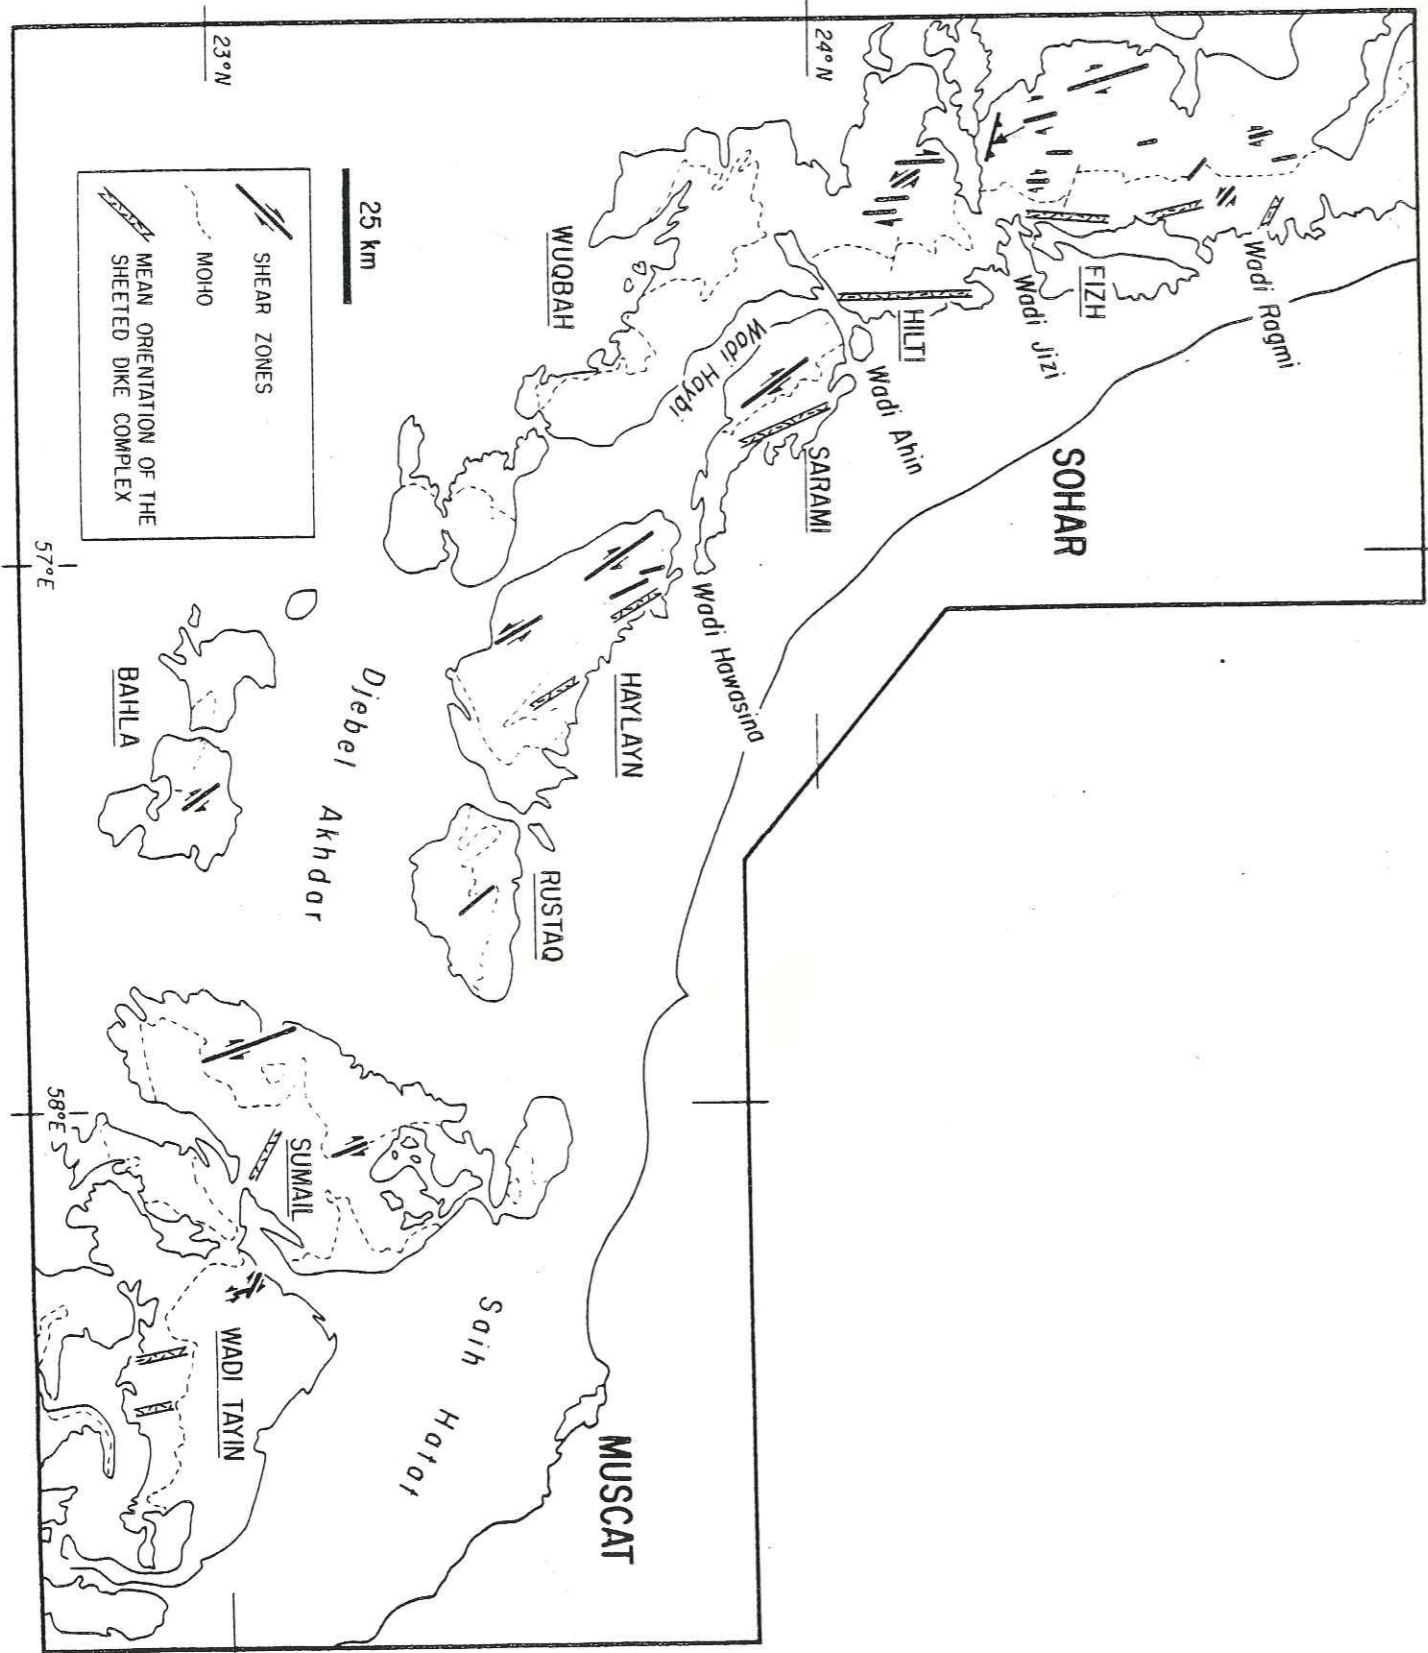 23°N
24°N
Wadi Ragmi
FIZH
Wadi Jizi
HILTI
Wadi Ahin
SOHAR
WUQBAH
Wadi Haybi
SARAMI
Wadi Hawasina
HAYLAYN
RUSTAQ
Djebel Akhdar
BAHLA
SUMAIL
Saih Hatat
MUSCAT
WADI TAYIN
57°E
58°E
25 km
SHEAR ZONES
MOHO
MEAN ORIENTATION OF THE
SHEETED DIKE COMPLEX